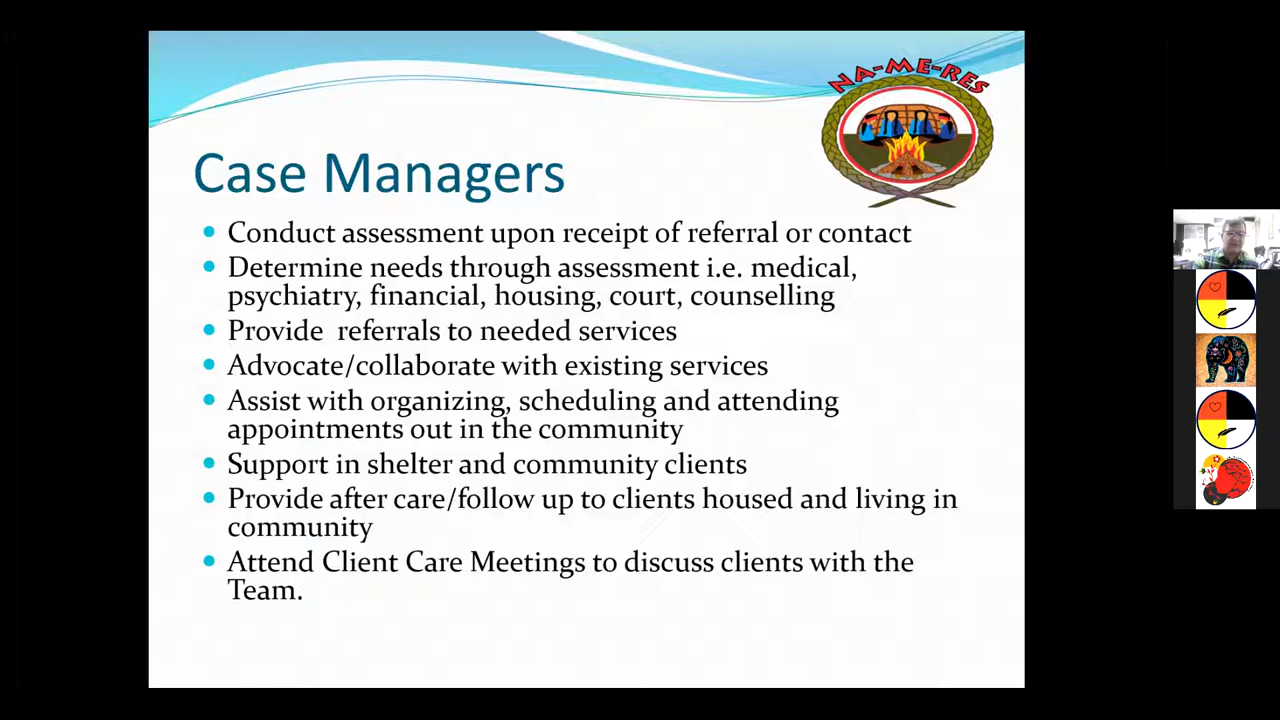 NA-ME-RES
Case Managers
Conduct assessment upon receipt of referral or contact
Determine needs through assessment i.e. medical,
psychiatry, financial, housing, court, counselling
Provide  referrals to needed services
Advocate/collaborate with existing services
Assist with organizing, scheduling and attending
appointments out in the community
Support in shelter and community clients
Provide after care/follow up to clients housed and living in
community
Attend Client Care Meetings to discuss clients with the
Team.